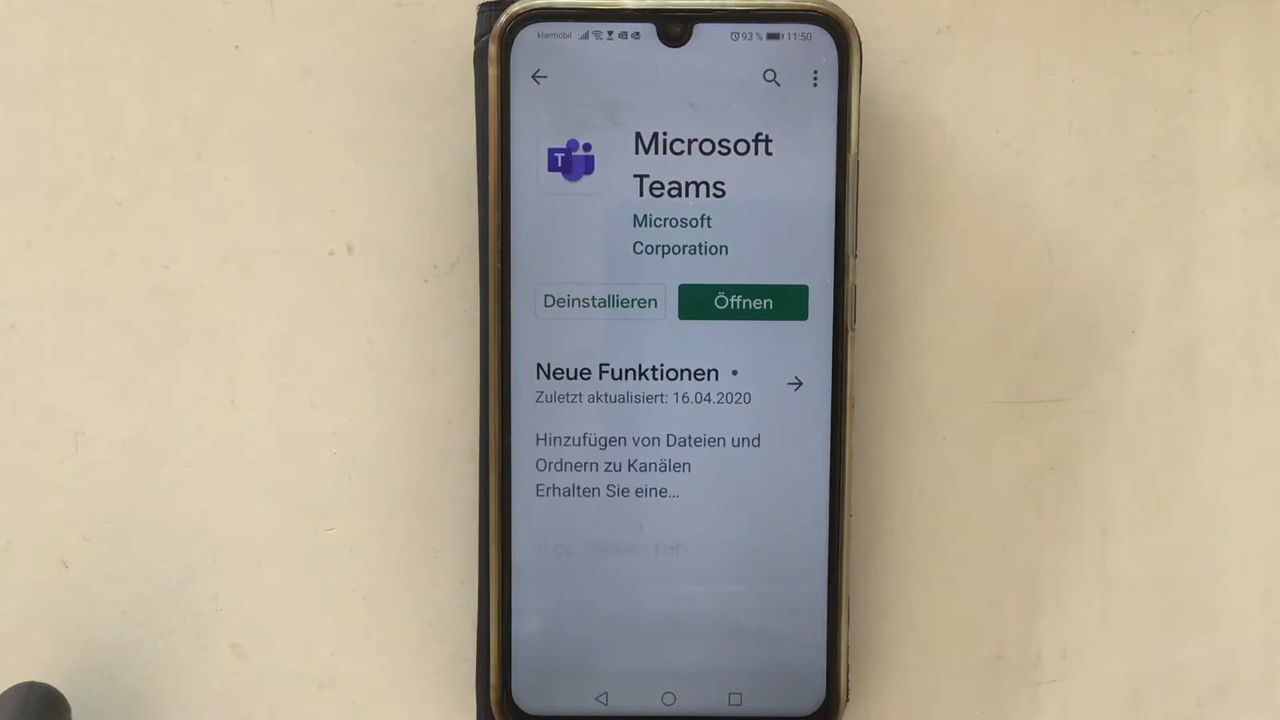 klarmobil 93 % 11:50
Microsoft
Teams
Microsoft
Corporation
T
Deinstallieren Öffnen
Neue Funktionen •
Zuletzt aktualisiert: 16.04.2020
Hinzufügen von Dateien und
Ordnern zu Kanälen
Erhalten Sie eine...